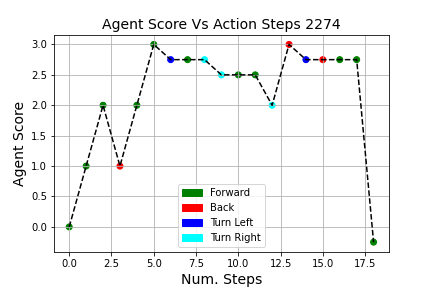 Agent Score Vs Action Steps 2274
3.0
2.5
2.0
1.5
1.0
0.5
0.0
Agent Score
Forward
Back
Turn Left
Turn Right
0.0 2.5 5.0 7.5 10.0 12.5 15.0 17.5
Num. Steps